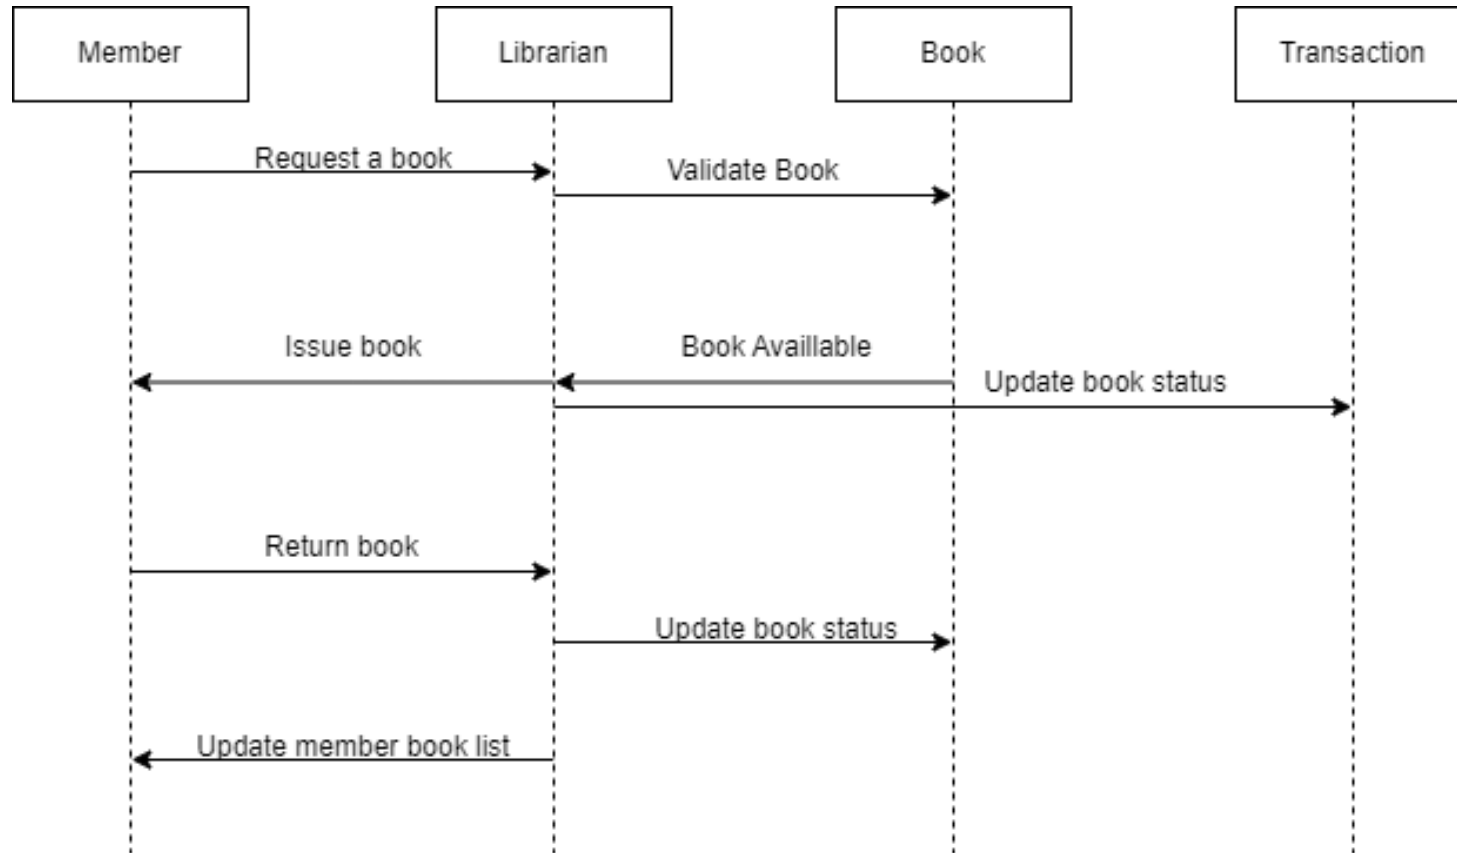 Member
Librarian
Book
Transaction
Request a book
Validate Book
Issue book
Book Availlable
Update book status
Return book
Update book status
Update member book list